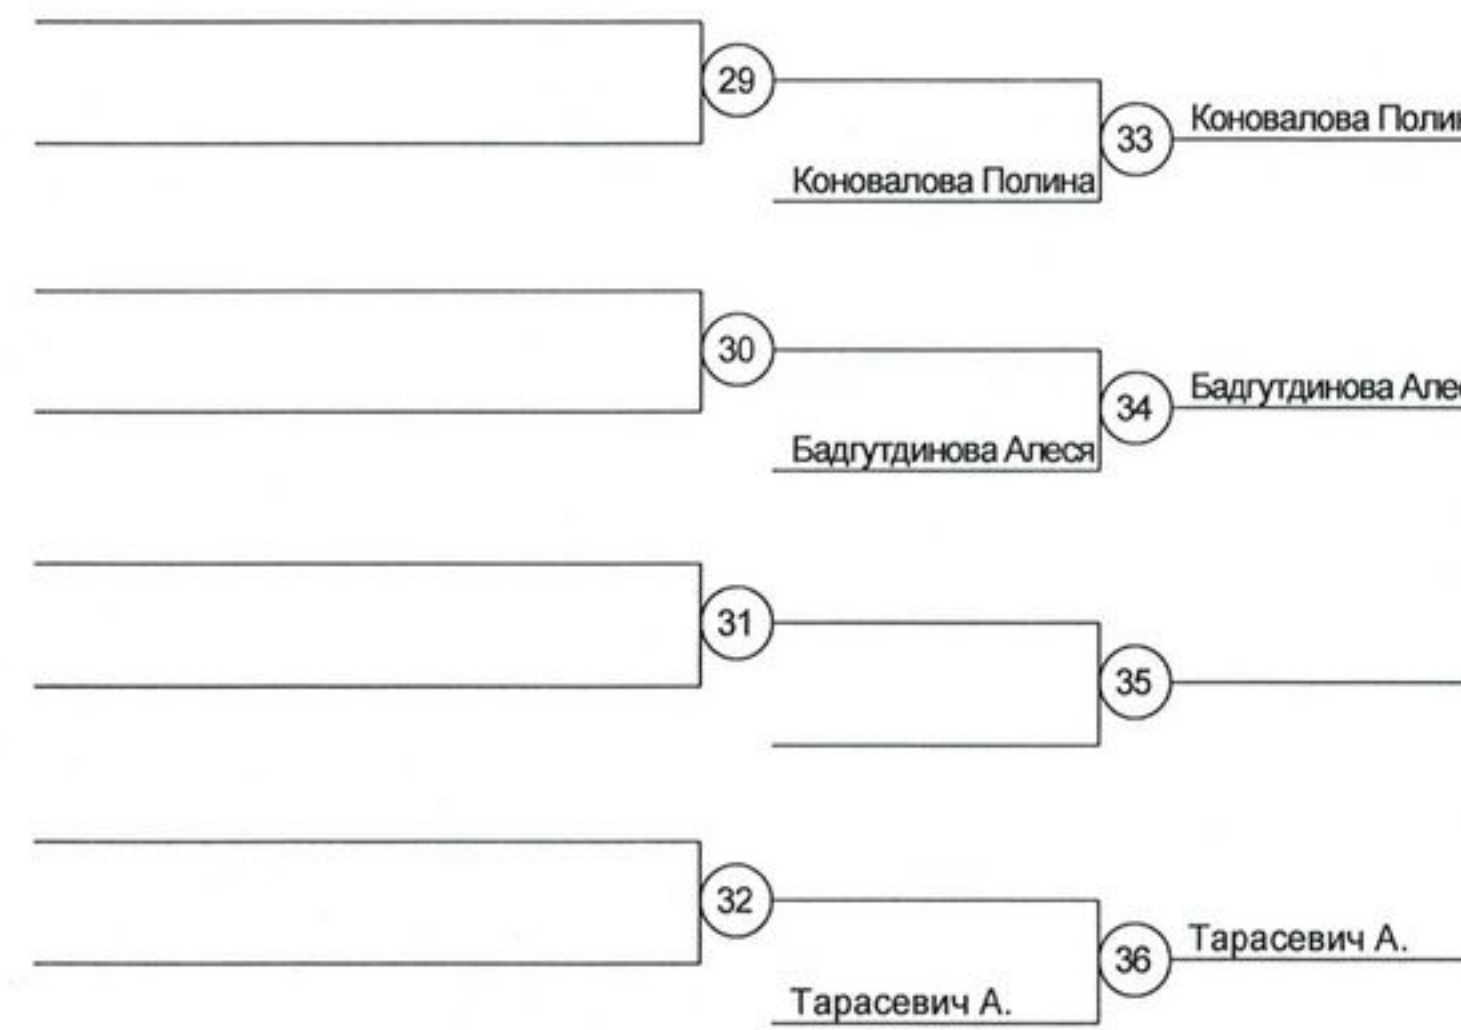 29
Коновалова Поли
33
Коновалова Полина
30
Бадгутдинова Але
34
Бадгутдинова Алеся
31
35
32
Тарасевич А.
36
Тарасевич А.